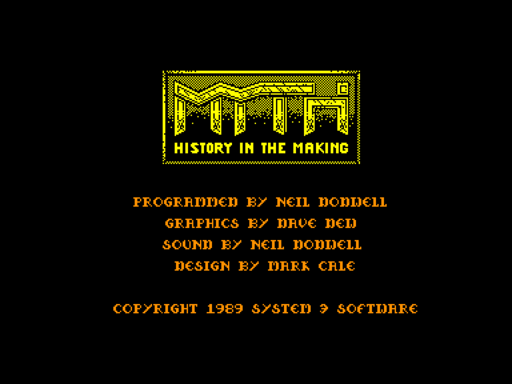 MYTH
HISTORY IN THE MAKING
PROGRAMMED BY NEIL DODWELL
GRAPHICS BY DAVE DEW
SOUND BY NEIL DODWELL
DESIGN BY MARK CALE
COPYRIGHT 1989 SYSTEM 3 SOFTWARE